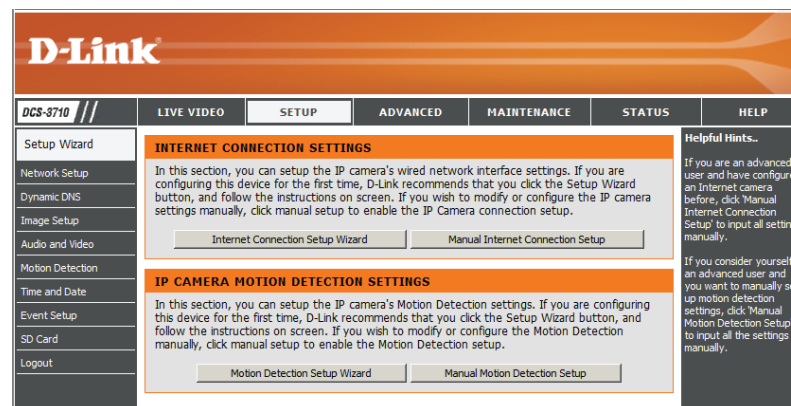 D-Link
DCS-3710
LIVE VIDEO
SETUP
ADVANCED
MAINTENANCE
STATUS
HELP
Setup Wizard
Network Setup
Dynamic DNS
Image Setup
Audio and Video
Motion Detection
Time and Date
Event Setup
SD Card
Logout
INTERNET CONNECTION SETTINGS
In this section, you can setup the IP camera's wired network interface settings. If you are
configuring this device for the first time, D-Link recommends that you click the Setup Wizard
button, and follow the instructions on screen. If you wish to modify or configure the IP camera
settings manually, click manual setup to enable the IP Camera connection setup.
Internet Connection Setup Wizard
Manual Internet Connection Setup
IP CAMERA MOTION DETECTION SETTINGS
In this section, you can setup the IP camera's Motion Detection settings. If you are configuring
this device for the first time, D-Link recommends that you click the Setup Wizard button, and
follow the instructions on screen. If you wish to modify or configure the Motion Detection
manually, click manual setup to enable the Motion Detection setup.
Motion Detection Setup Wizard
Manual Motion Detection Setup
Helpful Hints..
If you are an advanced
user and have configure
an Internet camera
before, click 'Manual
Internet Connection
Setup' to input all settin
manually.
If you consider yourself
an advanced user and
you want to manually se
up motion detection
settings, click 'Manual
Motion Detection Setup
to input all the settings
manually.